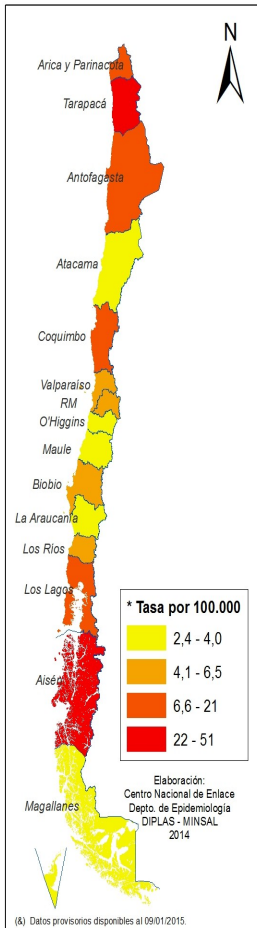 N
Arica y Parinacota
Tarapacá
Antofagasta
Atacama
Coquimbo
Valparaíso
RM
O'Higgins
Maule
Biobio
La Araucanía
Los Ríos
Los Lagos
Aisén
Magallanes
* Tasa por 100.000
2,4 - 4,0
4,1 - 6,5
6,6 - 21
22 - 51
Elaboración:
Centro Nacional de Enlace
Depto. de Epidemiología
DIPLAS - MINSAL
2014
(&) Datos provisorios disponibles al 09/01/2015.